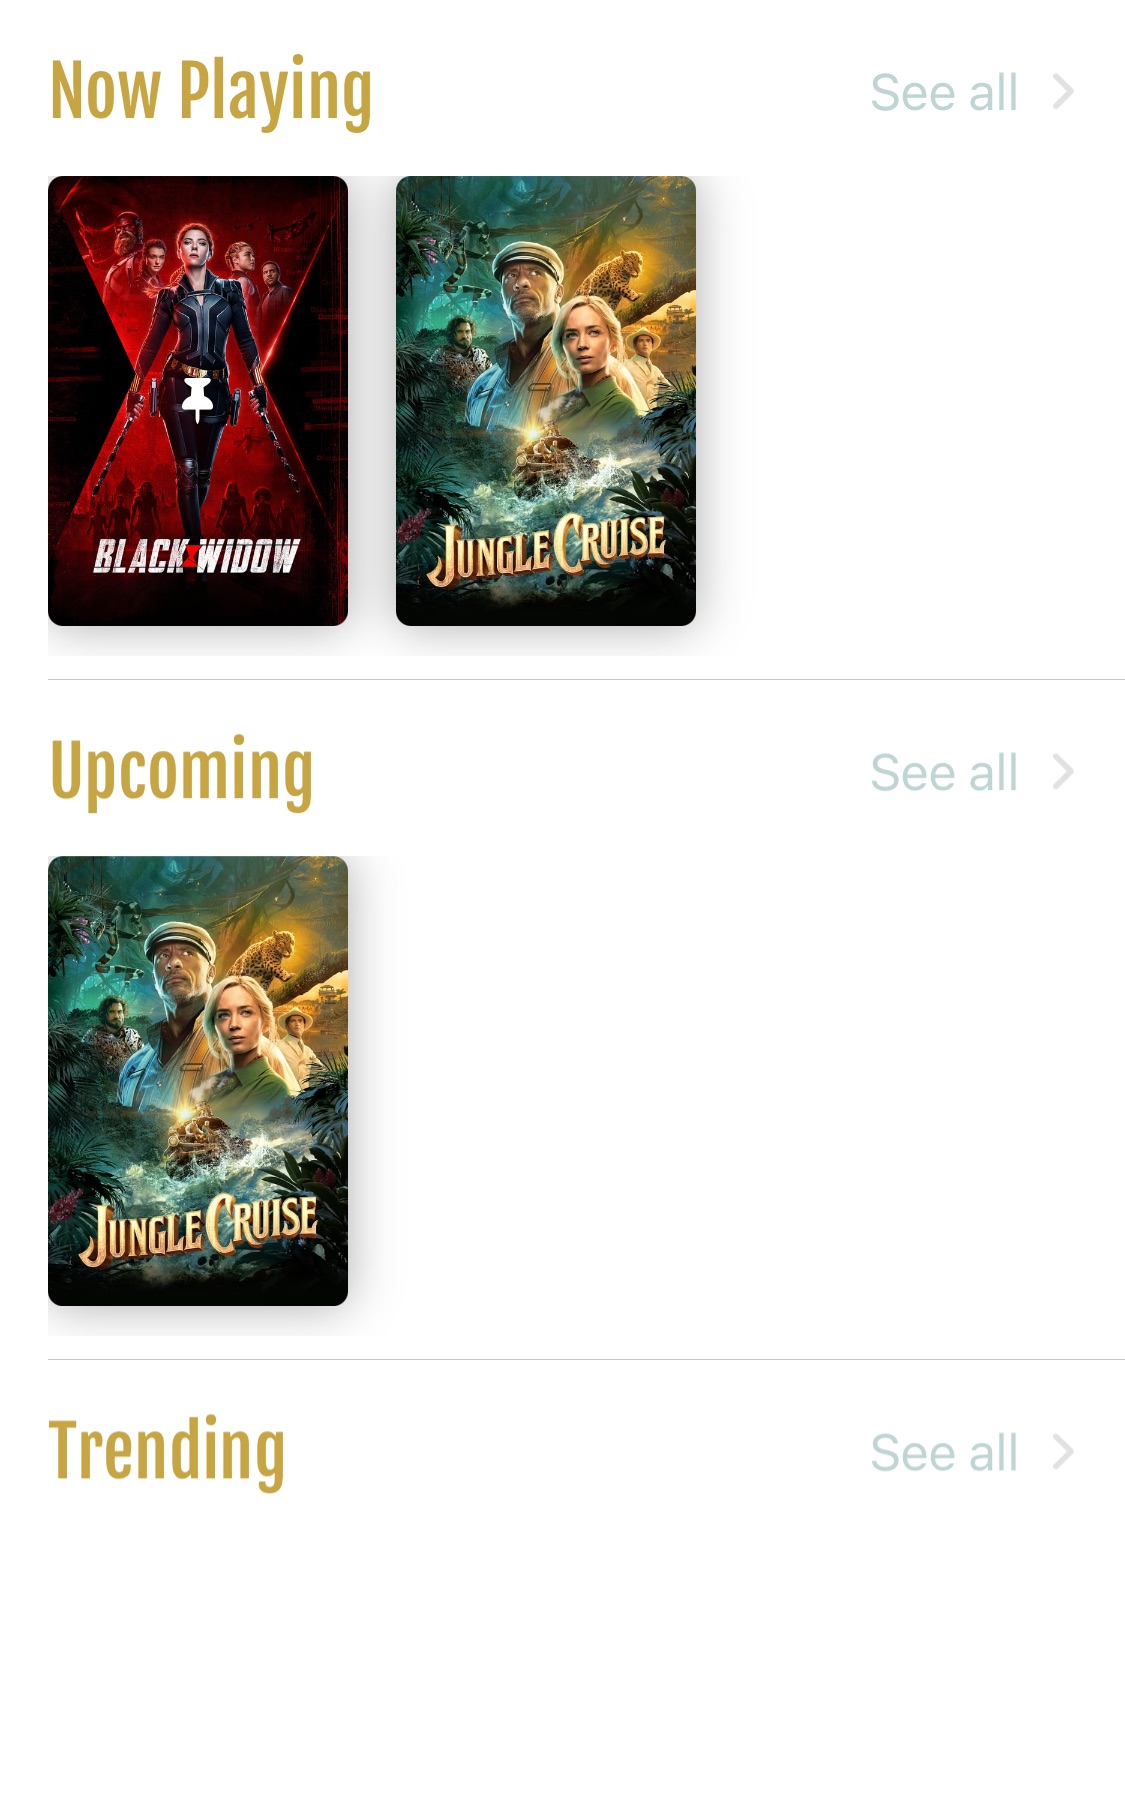 Now Playing
See all
BLACK WIDOW
JUNGLE CRUISE
Upcoming
See all
JUNGLE CRUISE
Trending
See all